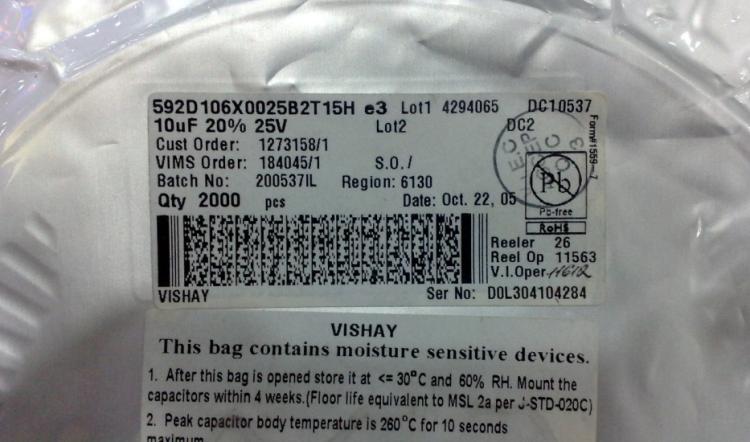 592D106X0025B2T15H e3 Lot1 4294065 DC10537
10uF 20% 25V Lot2 DC2
Cust Order: 1273158/1
VIMS Order: 184045/1 S.O./
Batch No: 200537IL Region: 6130
Qty 2000 pcs Date: Oct. 22, 05
Form#1559-7
Pb
Pb-free
RoHS
Reeler 26
Reel Op 11563
V.I.Oper
VISHAY Ser No: D0L304104284
VISHAY
This bag contains moisture sensitive devices.
1. After this bag is opened store it at <= 30°C and 60% RH. Mount the
capacitors within 4 weeks.(Floor life equivalent to MSL 2a per J-STD-020C)
2. Peak capacitor body temperature is 260°C for 10 seconds
maximum